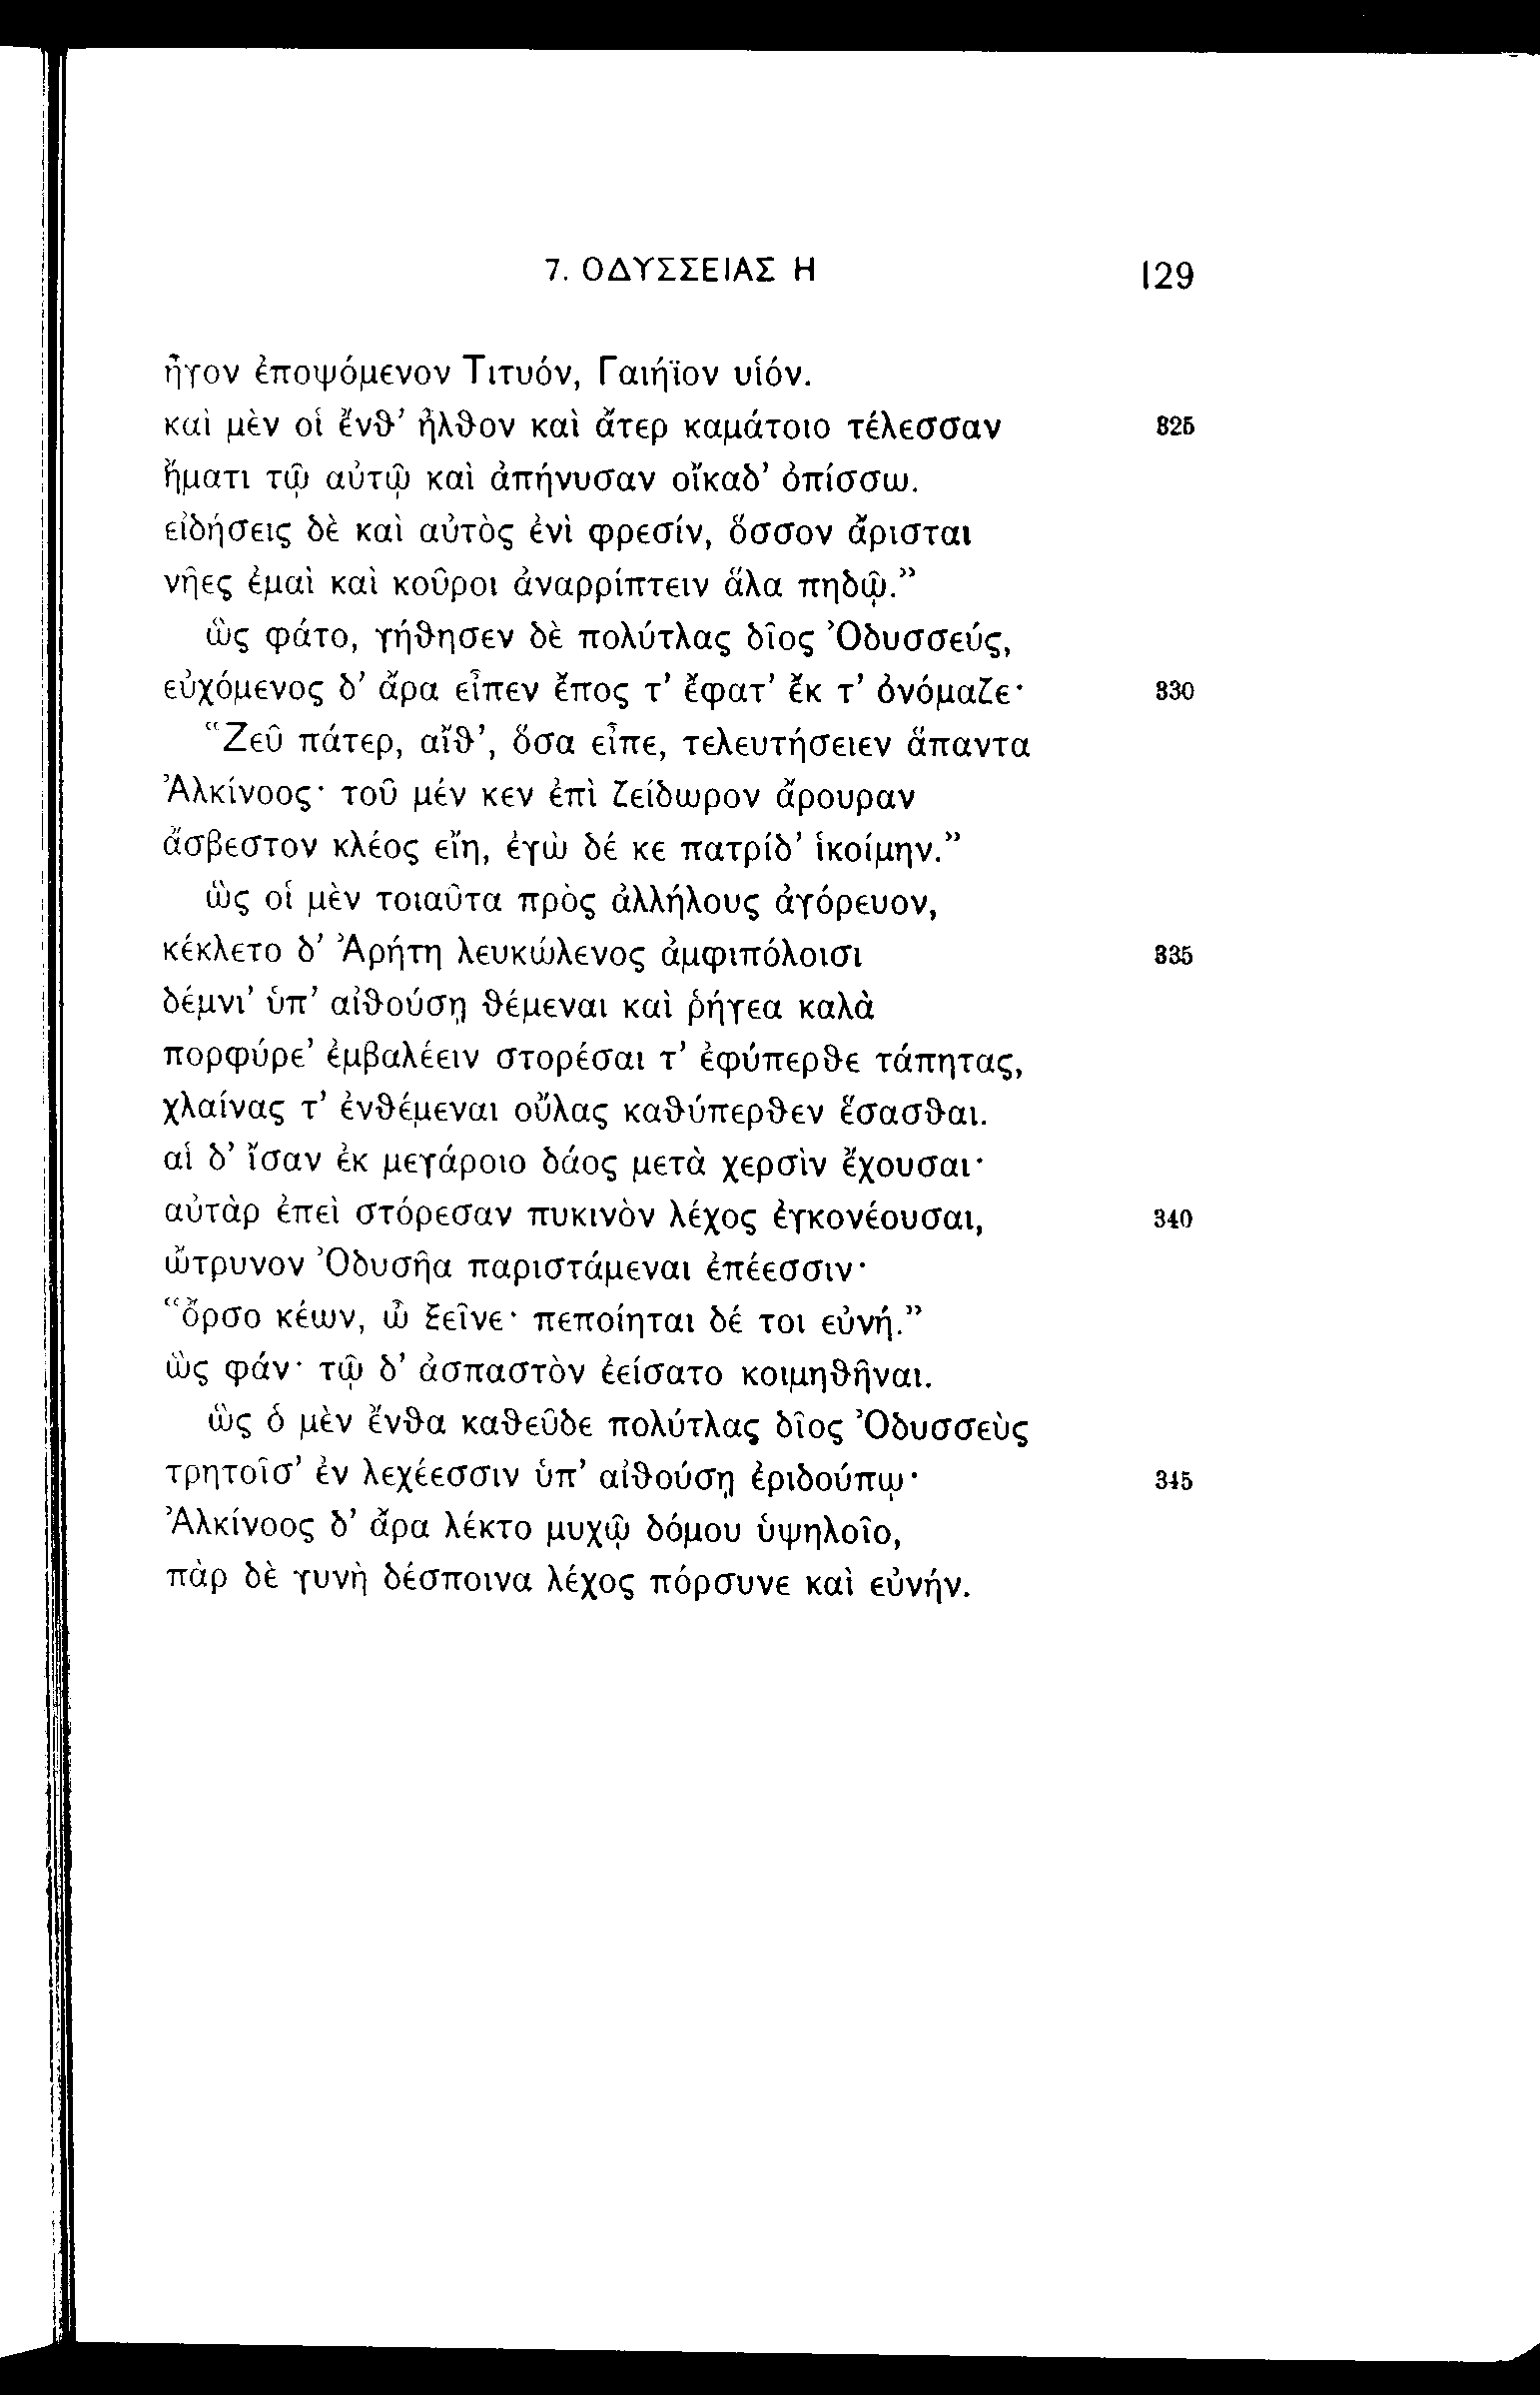 7. ΟΔΥΣΣΕΙΑΣ Η 129
ἦγον ἐποψόμενον Τιτυόν, Γαιήϊον υἱόν.
καὶ μὲν οἱ ἔνθ’ ἦλθον καὶ ἄτερ καμάτοιο τέλεσσαν 325
ἤματι τῷ αὐτῷ καὶ ἀπήνυσαν οἴκαδ’ ὀπίσσω.
εἰδήσεις δὲ καὶ αὐτὸς ἐνὶ φρεσίν, ὅσσον ἄρισται
νῆες ἐμαὶ καὶ κοῦροι ἀναρρίπτειν ἅλα πηδῷ.”
ὣς φάτο, γήθησεν δὲ πολύτλας δῖος Ὀδυσσεύς,
εὐχόμενος δ’ ἄρα εἶπεν ἔπος τ’ ἔφατ’ ἔκ τ’ ὀνόμαζε· 330
“Ζεῦ πάτερ, αἴθ’, ὅσα εἶπε, τελευτήσειεν ἅπαντα
Ἀλκίνοος· τοῦ μέν κεν ἐπὶ ζείδωρον ἄρουραν
ἄσβεστον κλέος εἴη, ἐγὼ δέ κε πατρίδ’ ἱκοίμην.”
ὣς οἱ μὲν τοιαῦτα πρὸς ἀλλήλους ἀγόρευον,
κέκλετο δ’ Ἀρήτη λευκώλενος ἀμφιπόλοισι 335
δέμνι’ ὑπ’ αἰθούσῃ θέμεναι καὶ ῥήγεα καλὰ
πορφύρε’ ἐμβαλέειν στορέσαι τ’ ἐφύπερθε τάπητας,
χλαίνας τ’ ἐνθέμεναι οὔλας καθύπερθεν ἕσασθαι.
αἱ δ’ ἴσαν ἐκ μεγάροιο δάος μετὰ χερσὶν ἔχουσαι·
αὐτὰρ ἐπεὶ στόρεσαν πυκινὸν λέχος ἐγκονέουσαι, 340
ὤτρυνον Ὀδυσῆα παριστάμεναι ἐπέεσσιν·
“ὄρσο κέων, ὦ ξεῖνε· πεποίηται δέ τοι εὐνή.”
ὣς φάν· τῷ δ’ ἀσπαστὸν ἐείσατο κοιμηθῆναι.
ὣς ὁ μὲν ἔνθα καθεῦδε πολύτλας δῖος Ὀδυσσεὺς
τρητοῖσ’ ἐν λεχέεσσιν ὑπ’ αἰθούσῃ ἐριδούπῳ· 345
Ἀλκίνοος δ’ ἄρα λέκτο μυχῷ δόμου ὑψηλοῖο,
πὰρ δὲ γυνὴ δέσποινα λέχος πόρσυνε καὶ εὐνήν.